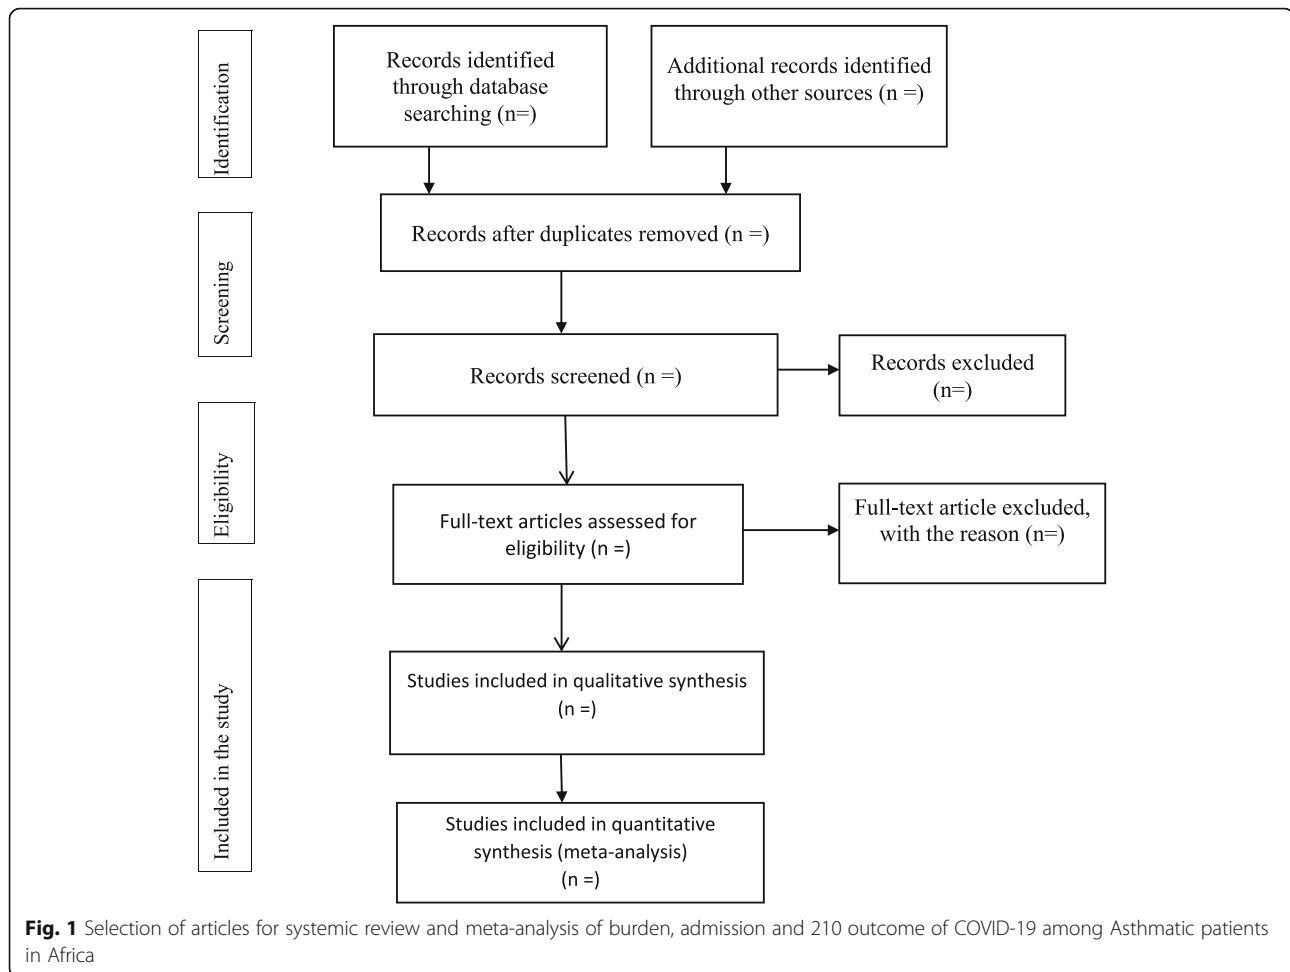 Identification
Records identified
through database
searching (n=)
Additional records identified
through other sources (n =)
Screening
Records after duplicates removed (n =)
Records screened (n =)
Records excluded
(n=)
Eligibility
Full-text articles assessed for
eligibility (n =)
Full-text article excluded,
with the reason (n=)
Included in the study
Studies included in qualitative synthesis
(n =)
Studies included in quantitative
synthesis (meta-analysis)
(n =)
Fig. 1 Selection of articles for systemic review and meta-analysis of burden, admission and 210 outcome of COVID-19 among Asthmatic patients
in Africa